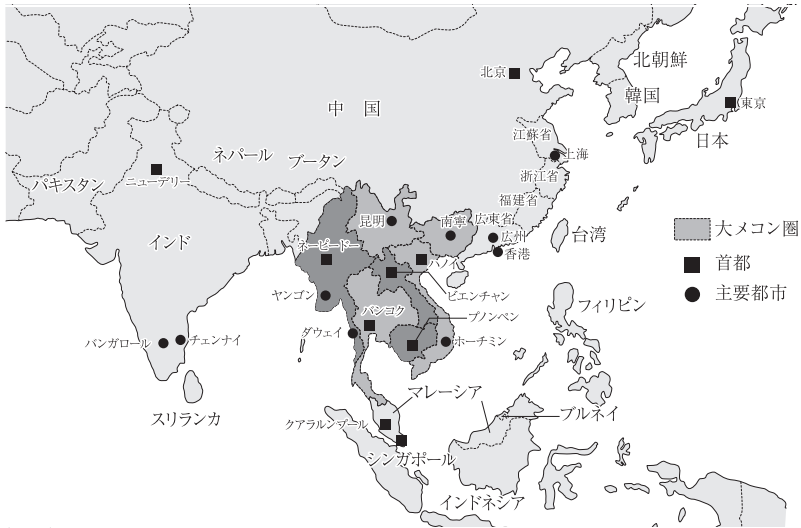 北京
北朝鮮
韓国
東京
日本
中 国
江蘇省
上海
浙江省
ネパール
ブータン
パキスタン
ニューデリー
福建省
昆明
南寧
広東省
広州
香港
台湾
大メコン圏
首都
主要都市
インド
ネーピードー
ハノイ
ビエンチャン
ヤンゴン
バンコク
プノンペン
フィリピン
ダウェイ
ホーチミン
バンガロール
チェンナイ
スリランカ
マレーシア
ブルネイ
クアラルンプール
シンガポール
インドネシア